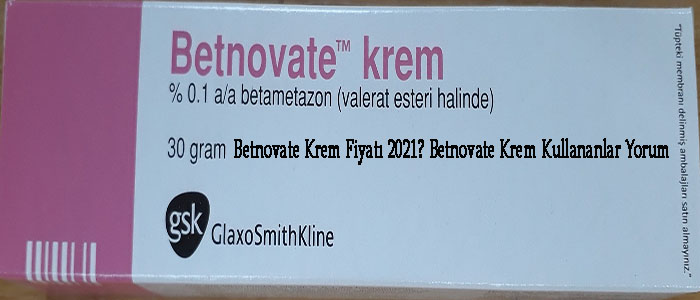 Betnovate™ krem
% 0.1 a/a betametazon (valerat esteri halinde)
30 gram Betnovate Krem Fiyatı 2021? Betnovate Krem Kullananlar Yorum
gsk GlaxoSmithKline
"Tüpteki membranı delinmiş ambalajları satın almayınız."